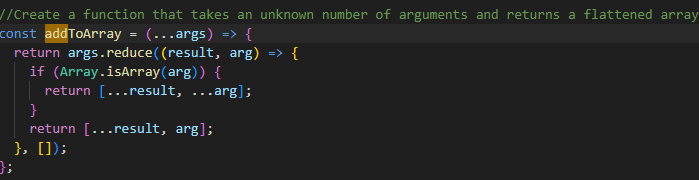 //Create a function that takes an unknown number of arguments and returns a flattened array
const addToArray = (...args) => {
  return args.reduce((result, arg) => {
    if (Array.isArray(arg)) {
      return [...result, ...arg];
    }
    return [...result, arg];
  }, []);
};